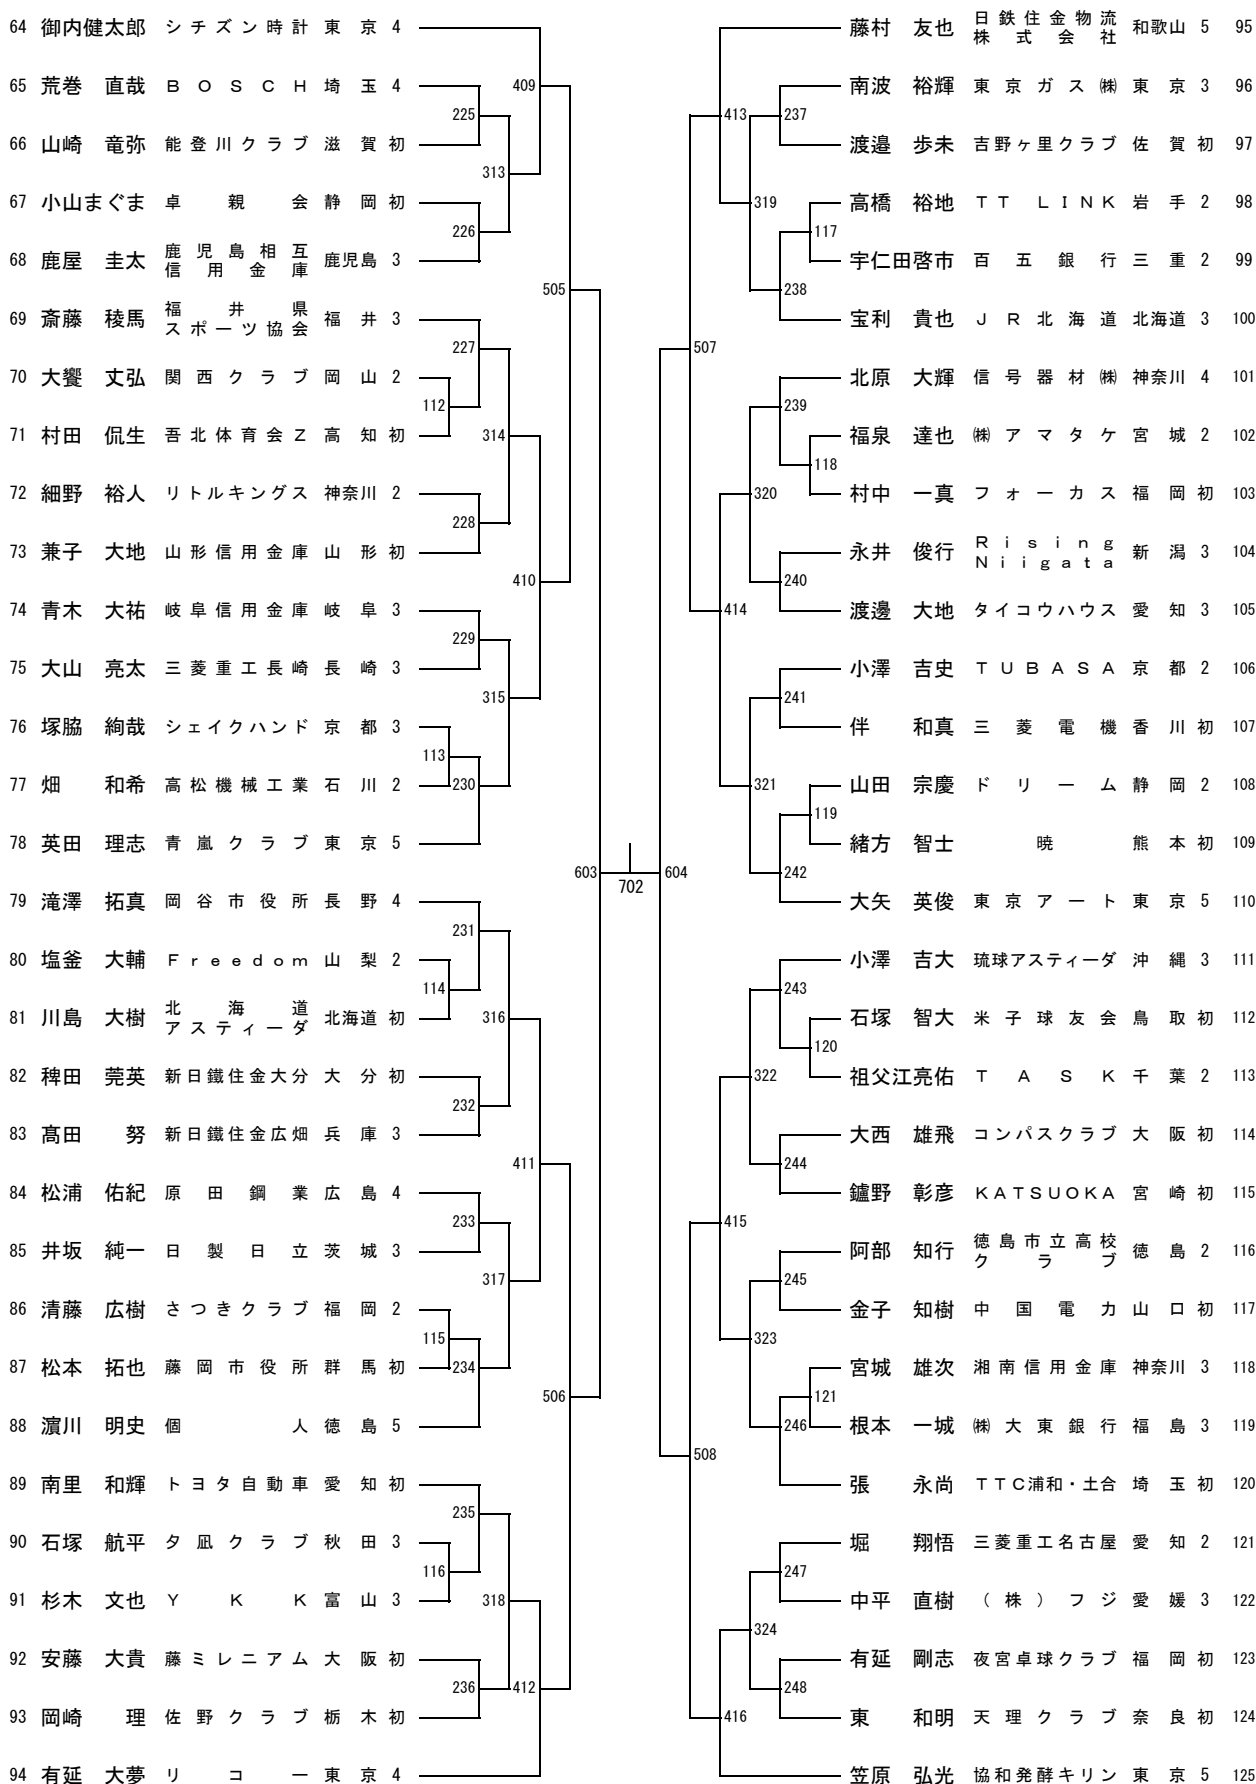 64 御内健太郎 シチズン時計 東京 4
65 荒巻 直哉 BOSCH 埼玉 4
66 山崎 竜弥 能登川クラブ 滋賀 初
67 小山まぐま 卓親会 静岡 初
68 鹿屋 圭太 鹿児島相互信用金庫 鹿児島 3
69 斎藤 稜馬 福井県スポーツ協会 福井 3
70 大饗 丈弘 関西クラブ 岡山 2
71 村田 侃生 吾北体育会Z 高知 初
72 細野 裕人 リトルキングス 神奈川 2
73 兼子 大地 山形信用金庫 山形 初
74 青木 大祐 岐阜信用金庫 岐阜 3
75 大山 亮太 三菱重工長崎 長崎 3
76 塚脇 絢哉 シェイクハンド 京都 3
77 畑 和希 高松機械工業 石川 2
78 英田 理志 青嵐クラブ 東京 5
79 滝澤 拓真 岡谷市役所 長野 4
80 塩釜 大輔 Freedom 山梨 2
81 川島 大樹 北海道アスティーダ 北海道 初
82 稗田 莞英 新日鐵住金大分 大分 初
83 髙田 努 新日鐵住金広畑 兵庫 3
84 松浦 佑紀 原田鋼業 広島 4
85 井坂 純一 日製日立 茨城 3
86 清藤 広樹 さつきクラブ 福岡 2
87 松本 拓也 藤岡市役所 群馬 初
88 濵川 明史 個人 徳島 5
89 南里 和輝 トヨタ自動車 愛知 初
90 石塚 航平 夕凪クラブ 秋田 3
91 杉木 文也 YKK 富山 3
92 安藤 大貴 藤ミレニアム 大阪 初
93 岡崎 理 佐野クラブ 栃木 初
94 有延 大夢 リコー 東京 4
409
225
313
226
505
227
112
314
228
410
229
315
113
230
603
702
604
231
114
316
232
411
233
317
115
234
506
235
116
318
236
412
413
237
319
117
238
507
239
118
320
240
414
241
321
119
242
243
120
322
244
415
245
323
121
246
508
247
324
248
416
藤村 友也 日鉄住金物流株式会社 和歌山 5 95
南波 裕輝 東京ガス㈱ 東京 3 96
渡邉 歩未 吉野ヶ里クラブ 佐賀 初 97
高橋 裕地 TT LINK 岩手 2 98
宇仁田啓市 百五銀行 三重 2 99
宝利 貴也 JR北海道 北海道 3 100
北原 大輝 信号器材㈱ 神奈川 4 101
福泉 達也 ㈱アマタケ 宮城 2 102
村中 一真 フォーカス 福岡 初 103
永井 俊行 Rising Niigata 新潟 3 104
渡邊 大地 タイコウハウス 愛知 3 105
小澤 吉史 TUBASA 京都 2 106
伴 和真 三菱電機 香川 初 107
山田 宗慶 ドリーム 静岡 2 108
緒方 智士 暁 熊本 初 109
大矢 英俊 東京アート 東京 5 110
小澤 吉大 琉球アスティーダ 沖縄 3 111
石塚 智大 米子球友会 鳥取 初 112
祖父江亮佑 TASK 千葉 2 113
大西 雄飛 コンパスクラブ 大阪 初 114
鑪野 彰彦 KATSUOKA 宮崎 初 115
阿部 知行 徳島市立高校クラブ 徳島 2 116
金子 知樹 中国電力 山口 初 117
宮城 雄次 湘南信用金庫 神奈川 3 118
根本 一城 ㈱大東銀行 福島 3 119
張 永尚 TTC浦和・土合 埼玉 初 120
堀 翔悟 三菱重工名古屋 愛知 2 121
中平 直樹 (株)フジ 愛媛 3 122
有延 剛志 夜宮卓球クラブ 福岡 初 123
東 和明 天理クラブ 奈良 初 124
笠原 弘光 協和発酵キリン 東京 5 125